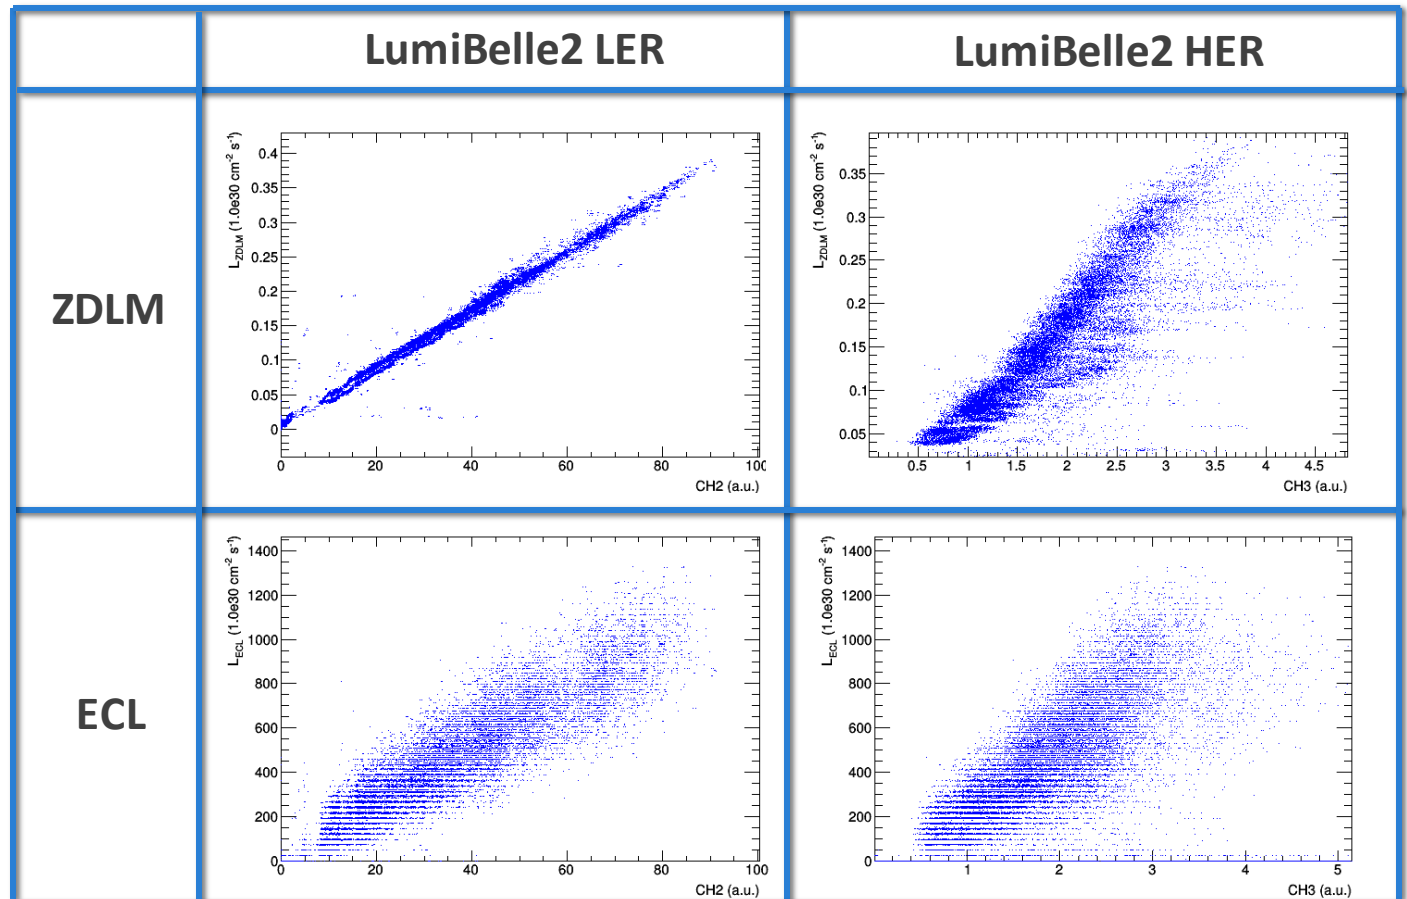 LumiBelle2 LER
LumiBelle2 HER
ZDLM
L_ZDLM (1.0e30 cm⁻² s⁻¹)
0.4
0.35
0.3
0.25
0.2
0.15
0.1
0.05
0
0 20 40 60 80 100
CH2 (a.u.)
L_ZDLM (1.0e30 cm⁻² s⁻¹)
0.35
0.3
0.25
0.2
0.15
0.1
0.05
0.5 1 1.5 2 2.5 3 3.5 4 4.5
CH3 (a.u.)
ECL
L_ECL (1.0e30 cm⁻² s⁻¹)
1400
1200
1000
800
600
400
200
0
0 20 40 60 80 100
CH2 (a.u.)
L_ECL (1.0e30 cm⁻² s⁻¹)
1400
1200
1000
800
600
400
200
0
1 2 3 4 5
CH3 (a.u.)